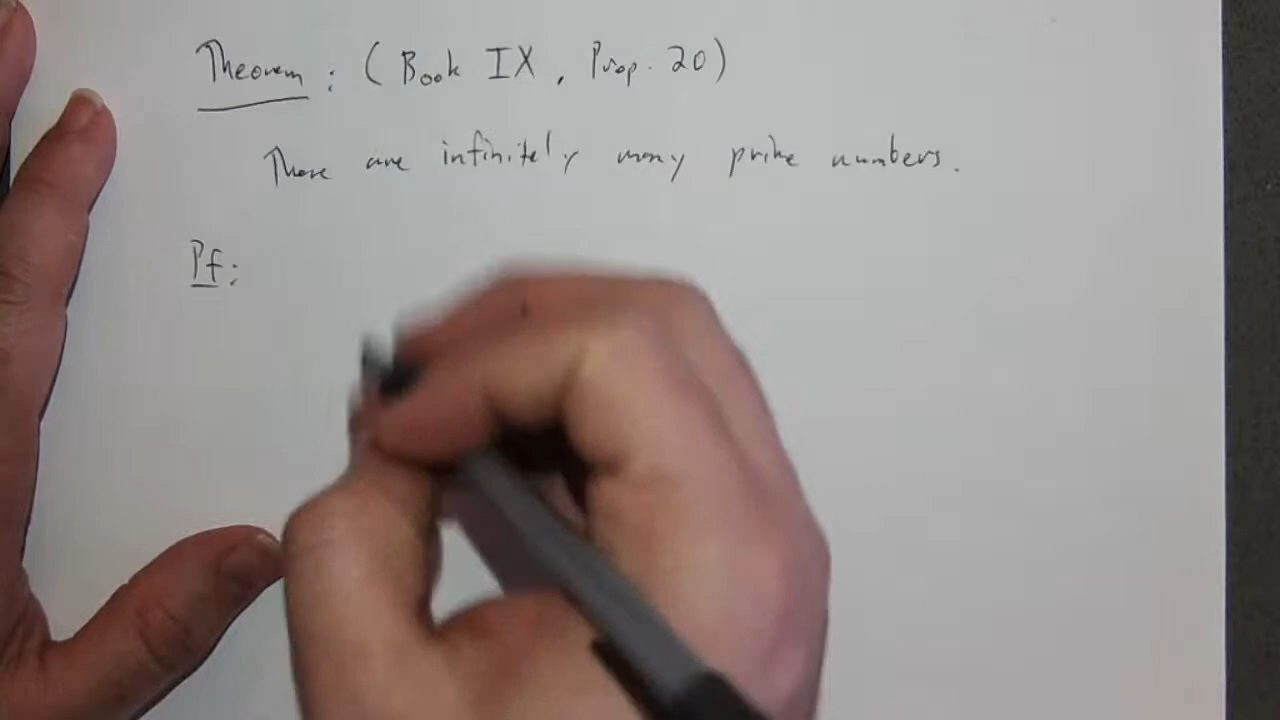 Theorem: (Book IX, Prop. 20)
There are infinitely many prime numbers.
Pf: